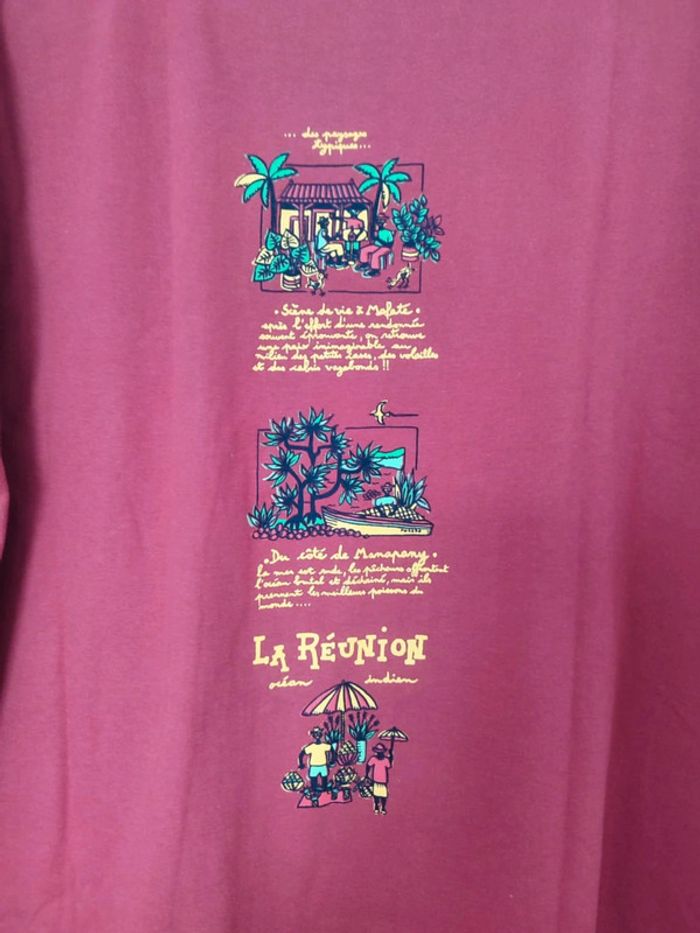 ... des paysages
typiques...
• Scène de vie à Mafate •
après l'effort d'une randonnée
souvent éprouvante, on retrouve
une paix inimaginable au
milieu des petites cases, des volailles
et des cabris vagabonds !!
• Du côté de Manapany •
la mer est rude, les pêcheurs affrontent
l'océan brutal et déchainé, mais ils
prennent les meilleurs poissons du
monde ....
LA RÉUNION
océan indien